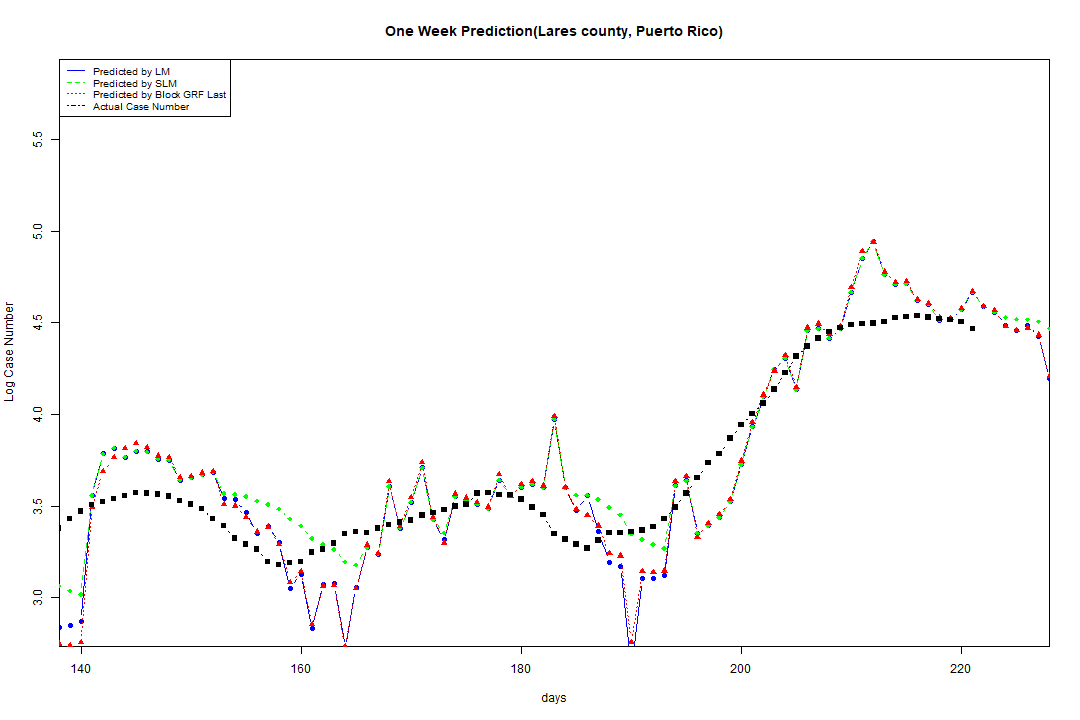 One Week Prediction(Lares county, Puerto Rico)
Predicted by LM
Predicted by SLM
Predicted by Block GRF Last
Actual Case Number
5.5
5.0
4.5
4.0
3.5
3.0
Log Case Number
140 160 180 200 220
days